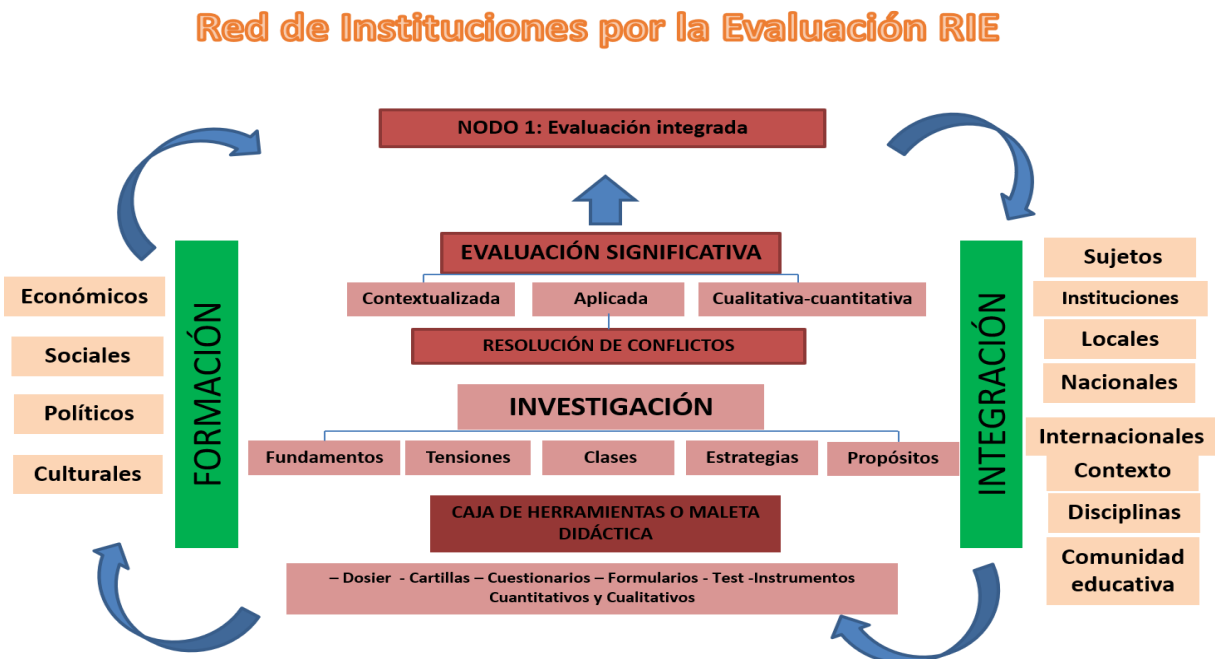 Red de Instituciones por la Evaluación RIE
NODO 1: Evaluación integrada
EVALUACIÓN SIGNIFICATIVA
Contextualizada
Aplicada
Cualitativa-cuantitativa
RESOLUCIÓN DE CONFLICTOS
INVESTIGACIÓN
Fundamentos
Tensiones
Clases
Estrategias
Propósitos
CAJA DE HERRAMIENTAS O MALETA
DIDÁCTICA
– Dosier - Cartillas – Cuestionarios – Formularios - Test -Instrumentos
Cuantitativos y Cualitativos
FORMACIÓN
Económicos
Sociales
Políticos
Culturales
INTEGRACIÓN
Sujetos
Instituciones
Locales
Nacionales
Internacionales
Contexto
Disciplinas
Comunidad
educativa